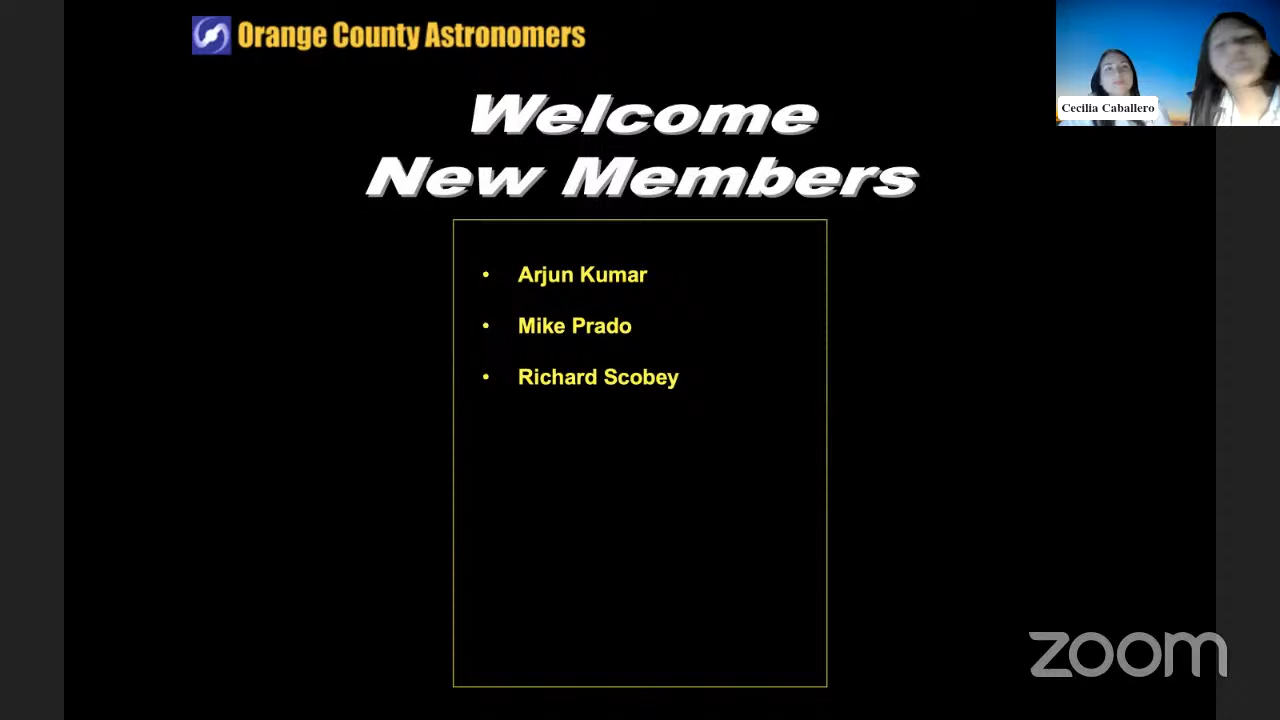 Orange County Astronomers
Cecilia Caballero
Welcome
New Members
• Arjun Kumar
• Mike Prado
• Richard Scobey
zoom